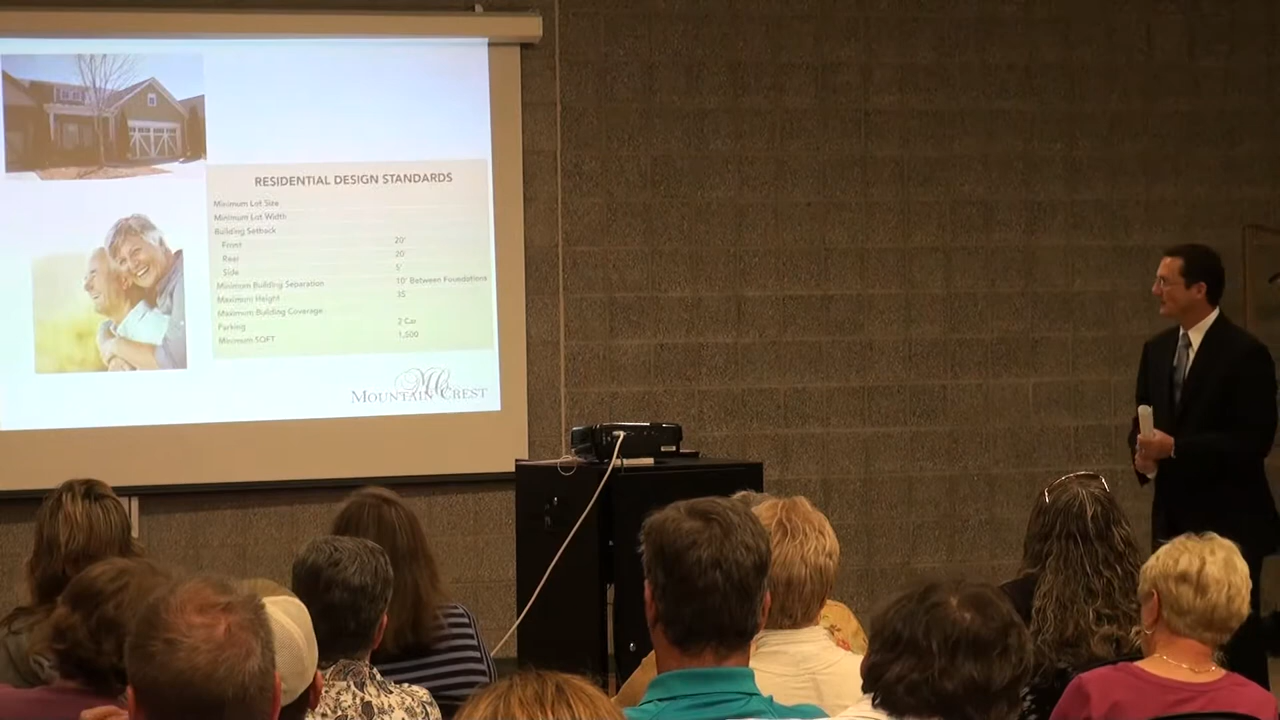 RESIDENTIAL DESIGN STANDARDS
Minimum Lot Size
Minimum Lot Width
Building Setback
Front 20'
Rear 20'
Side 5'
Minimum Building Separation 10' Between Foundations
Maximum Height 35'
Maximum Building Coverage
Parking 2 Car
Minimum SQFT 1,500
MC
MOUNTAIN CREST